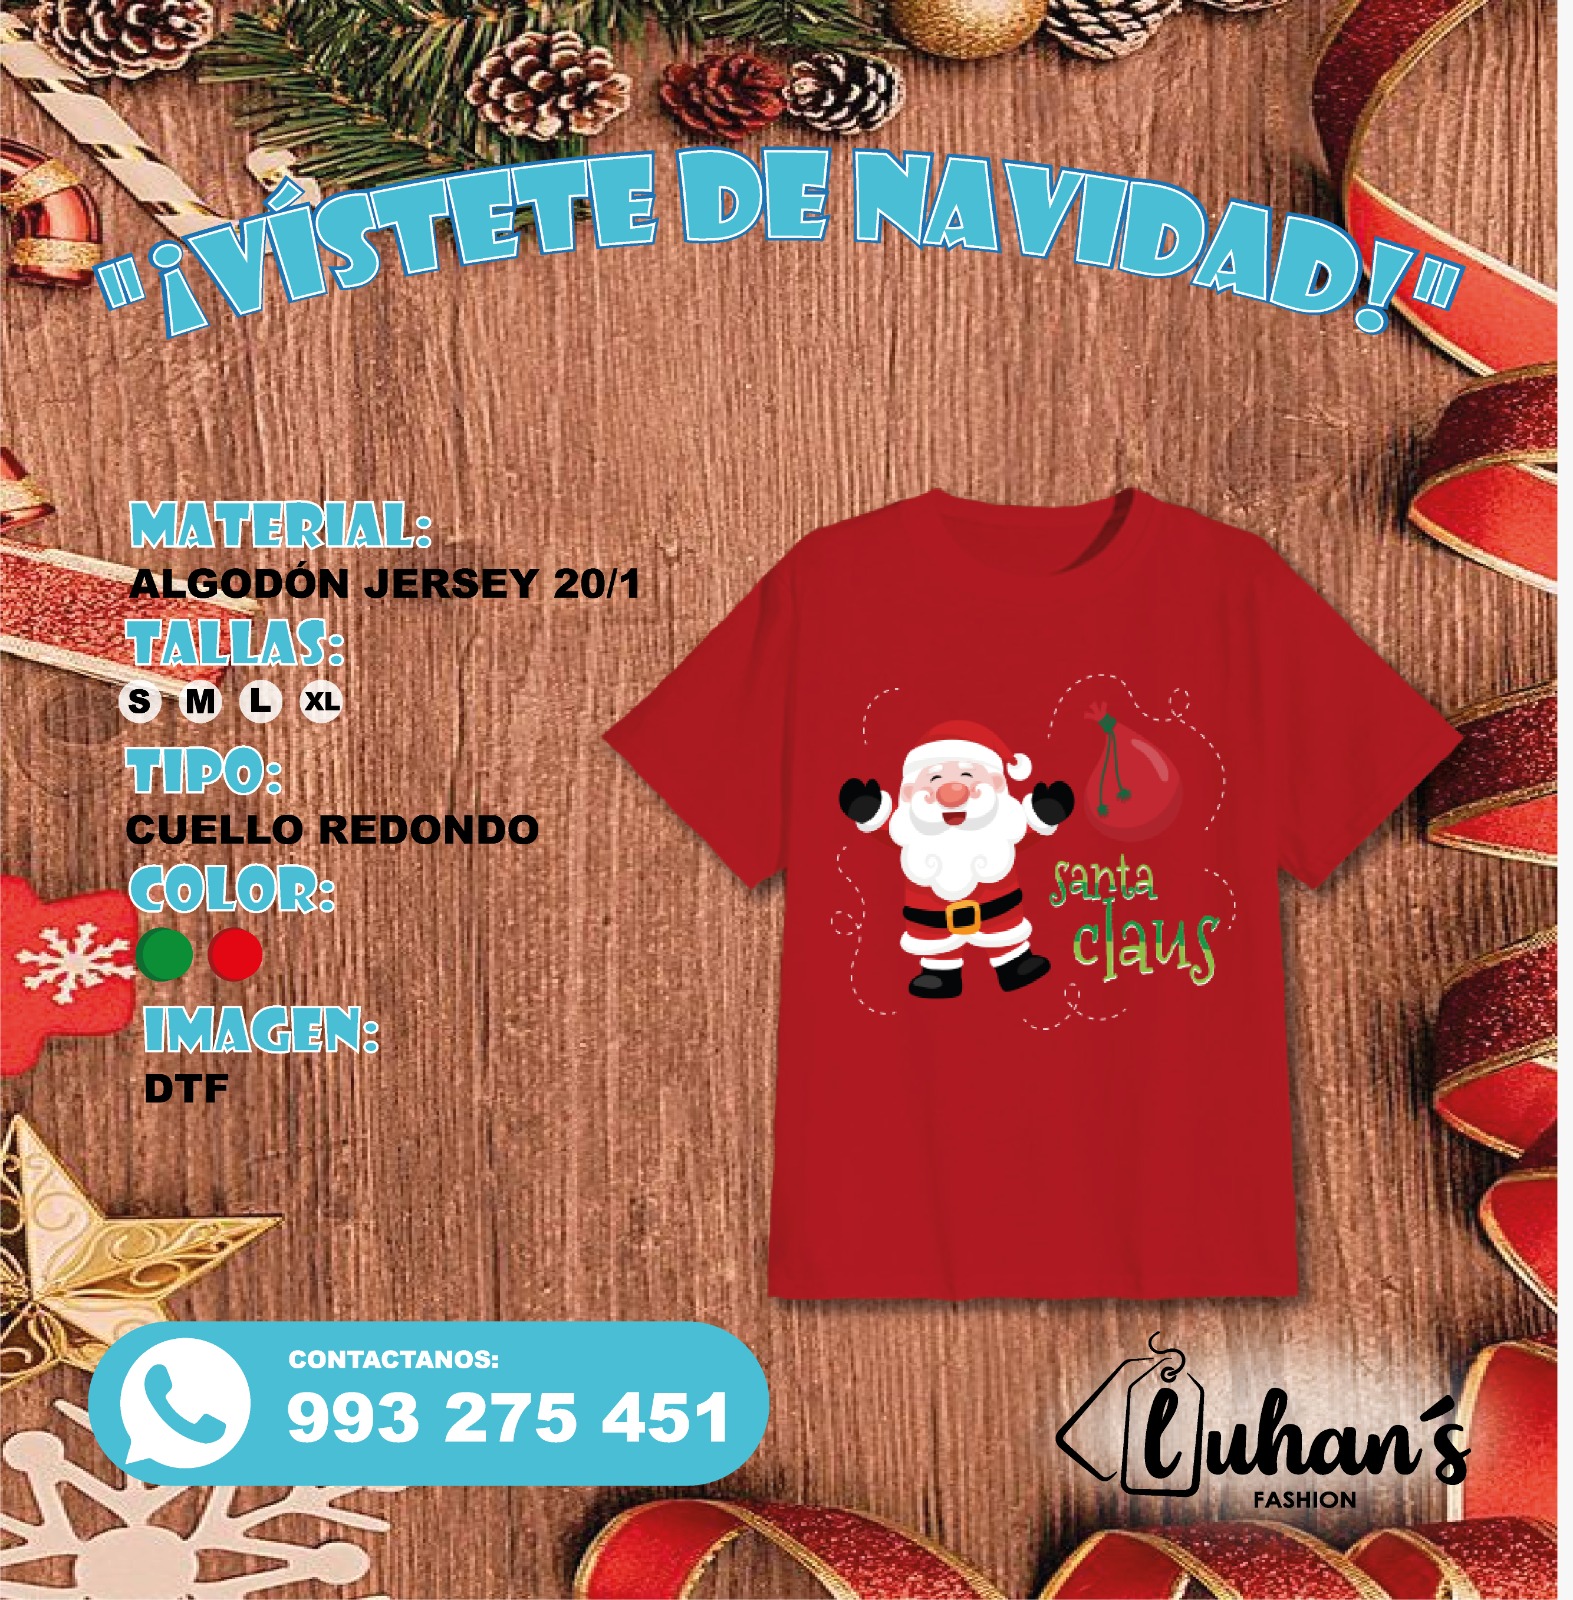 "¡VÍSTETE DE NAVIDAD!"
MATERIAL:
ALGODÓN JERSEY 20/1
TALLAS:
S M L XL
TIPO:
CUELLO REDONDO
COLOR:
IMAGEN:
DTF
santa
claus
CONTACTANOS:
993 275 451
Luhan´s
FASHION